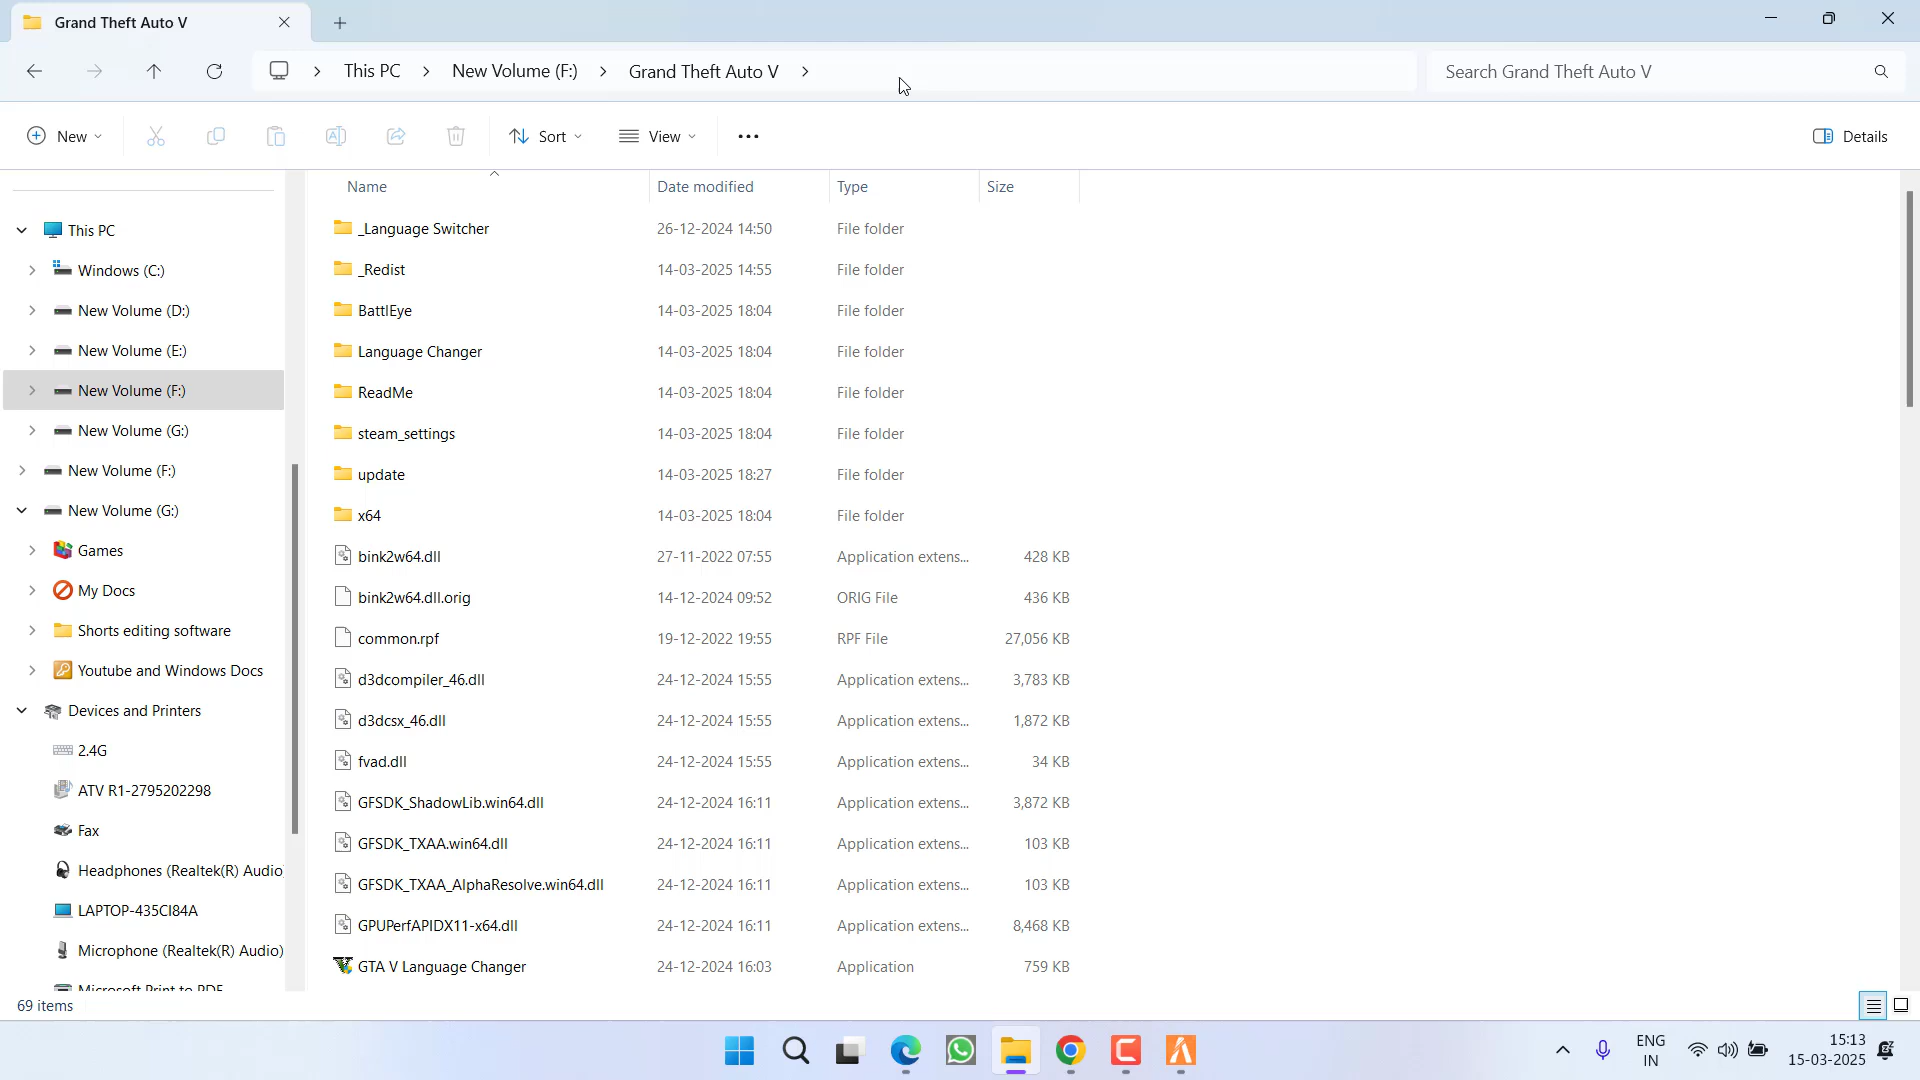 Grand Theft Auto V
This PC > New Volume (F:) > Grand Theft Auto V >
Search Grand Theft Auto V
New Sort View ••• Details
Name Date modified Type Size
This PC
Windows (C:)
New Volume (D:)
New Volume (E:)
New Volume (F:)
New Volume (G:)
New Volume (F:)
New Volume (G:)
Games
My Docs
Shorts editing software
Youtube and Windows Docs
Devices and Printers
2.4G
ATV R1-2795202298
Fax
Headphones (Realtek(R) Audio
LAPTOP-435CI84A
Microphone (Realtek(R) Audio)
Microsoft Print to PDF
_Language Switcher 26-12-2024 14:50 File folder
_Redist 14-03-2025 14:55 File folder
BattlEye 14-03-2025 18:04 File folder
Language Changer 14-03-2025 18:04 File folder
ReadMe 14-03-2025 18:04 File folder
steam_settings 14-03-2025 18:04 File folder
update 14-03-2025 18:27 File folder
x64 14-03-2025 18:04 File folder
bink2w64.dll 27-11-2022 07:55 Application extens... 428 KB
bink2w64.dll.orig 14-12-2024 09:52 ORIG File 436 KB
common.rpf 19-12-2022 19:55 RPF File 27,056 KB
d3dcompiler_46.dll 24-12-2024 15:55 Application extens... 3,783 KB
d3dcsx_46.dll 24-12-2024 15:55 Application extens... 1,872 KB
fvad.dll 24-12-2024 15:55 Application extens... 34 KB
GFSDK_ShadowLib.win64.dll 24-12-2024 16:11 Application extens... 3,872 KB
GFSDK_TXAA.win64.dll 24-12-2024 16:11 Application extens... 103 KB
GFSDK_TXAA_AlphaResolve.win64.dll 24-12-2024 16:11 Application extens... 103 KB
GPUPerfAPIDX11-x64.dll 24-12-2024 16:11 Application extens... 8,468 KB
GTA V Language Changer 24-12-2024 16:03 Application 759 KB
69 items
ENG
IN
15:13
15-03-2025